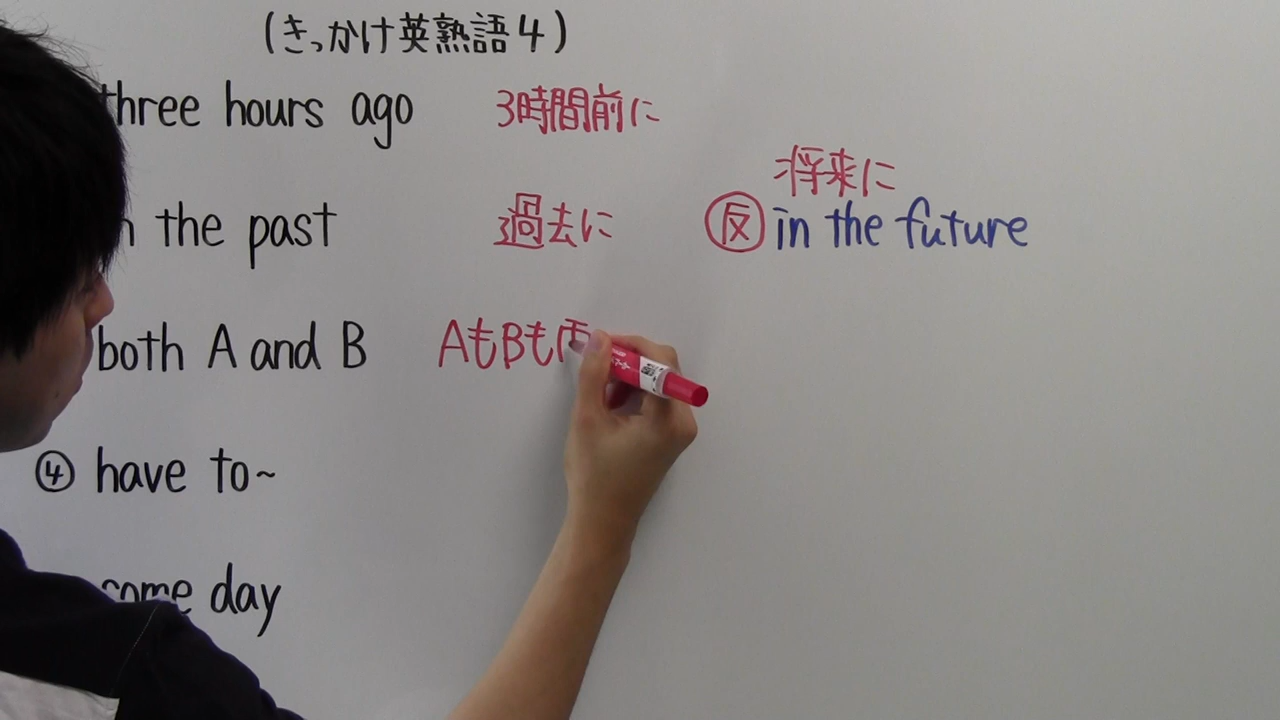 (きっかけ英熟語4)
three hours ago 3時間前に
将来に
the past 過去に 反 in the future
both A and B AもBも
④ have to~
some day